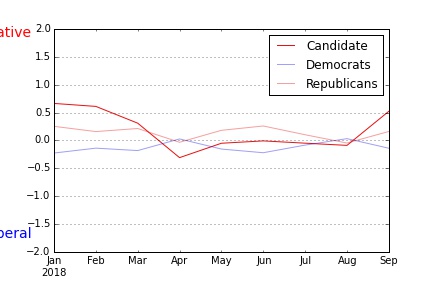 ative
2.0
1.5
1.0
0.5
0.0
−0.5
−1.0
−1.5
−2.0
beral
Candidate
Democrats
Republicans
Jan Feb Mar Apr May Jun Jul Aug Sep
2018